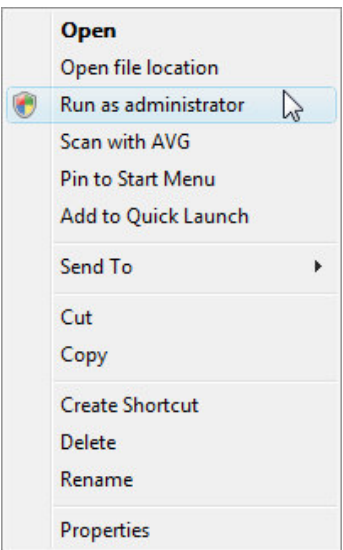 Open
Open file location
Run as administrator
Scan with AVG
Pin to Start Menu
Add to Quick Launch
Send To
Cut
Copy
Create Shortcut
Delete
Rename
Properties